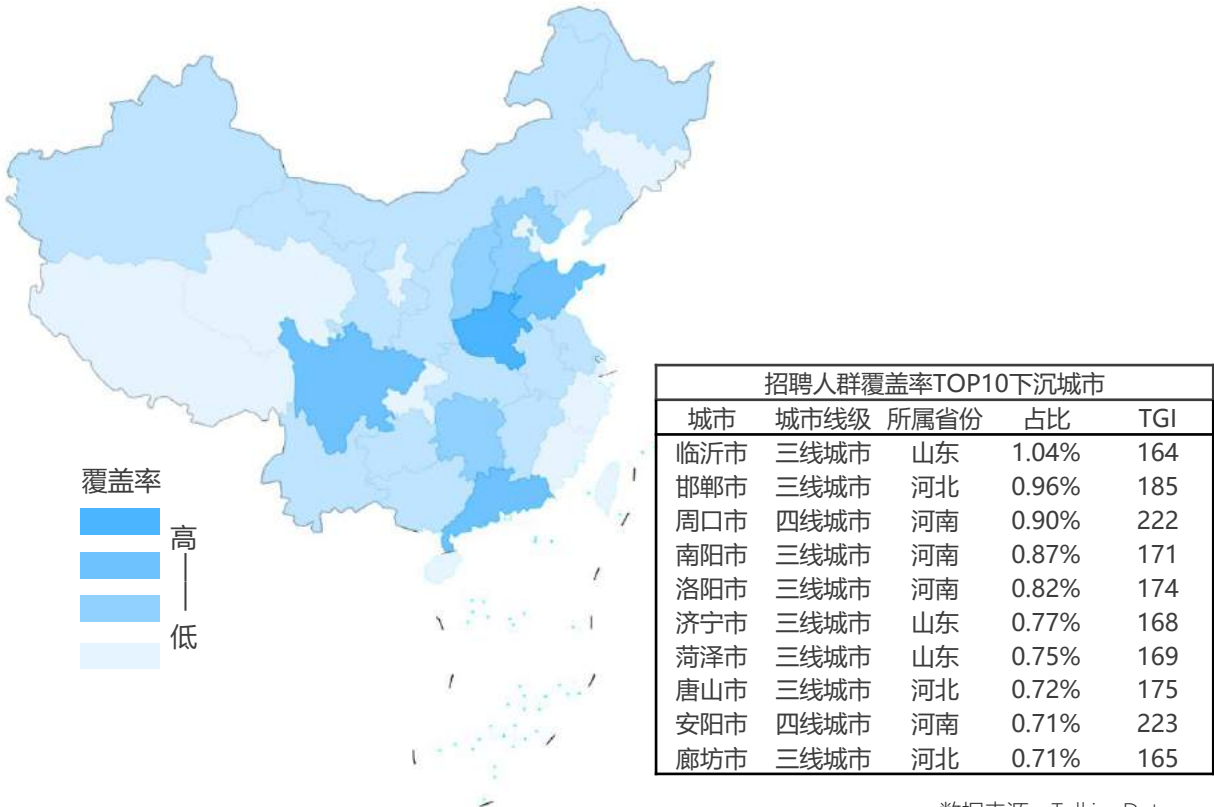 招聘人群覆盖率TOP10下沉城市
城市 城市线级 所属省份 占比 TGI
临沂市 三线城市 山东 1.04% 164
邯郸市 三线城市 河北 0.96% 185
周口市 四线城市 河南 0.90% 222
南阳市 三线城市 河南 0.87% 171
洛阳市 三线城市 河南 0.82% 174
济宁市 三线城市 山东 0.77% 168
菏泽市 三线城市 山东 0.75% 169
唐山市 三线城市 河北 0.72% 175
安阳市 四线城市 河南 0.71% 223
廊坊市 三线城市 河北 0.71% 165
覆盖率
高
低